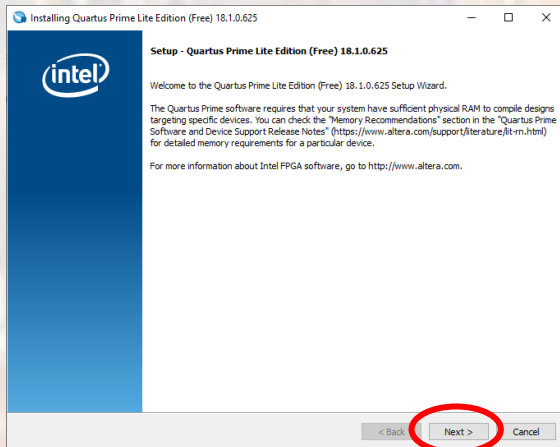 Installing Quartus Prime Lite Edition (Free) 18.1.0.625
intel
Setup - Quartus Prime Lite Edition (Free) 18.1.0.625
Welcome to the Quartus Prime Lite Edition (Free) 18.1.0.625 Setup Wizard.
The Quartus Prime software requires that your system have sufficient physical RAM to compile designs
targeting specific devices. You can check the "Memory Recommendations" section in the "Quartus Prime
Software and Device Support Release Notes" (https://www.altera.com/support/literature/lit-rn.html)
for detailed memory requirements for a particular device.
For more information about Intel FPGA software, go to http://www.altera.com.
< Back Next > Cancel